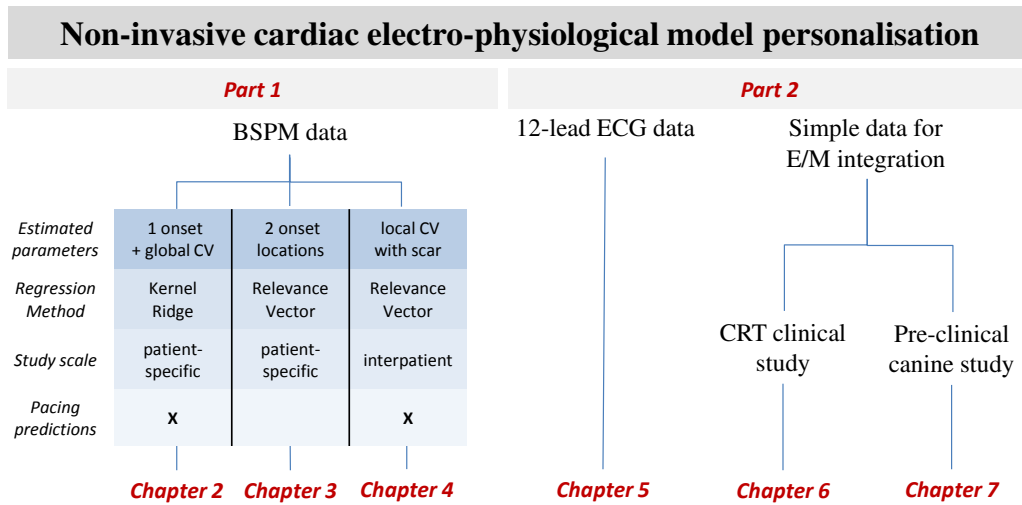 Non-invasive cardiac electro-physiological model personalisation
Part 1
Part 2
BSPM data
12-lead ECG data
Simple data for
E/M integration
Estimated
parameters
1 onset
+ global CV
2 onset
locations
local CV
with scar
Regression
Method
Kernel
Ridge
Relevance
Vector
Relevance
Vector
Study scale
patient-
specific
patient-
specific
interpatient
Pacing
predictions
X
X
CRT clinical
study
Pre-clinical
canine study
Chapter 2
Chapter 3
Chapter 4
Chapter 5
Chapter 6
Chapter 7